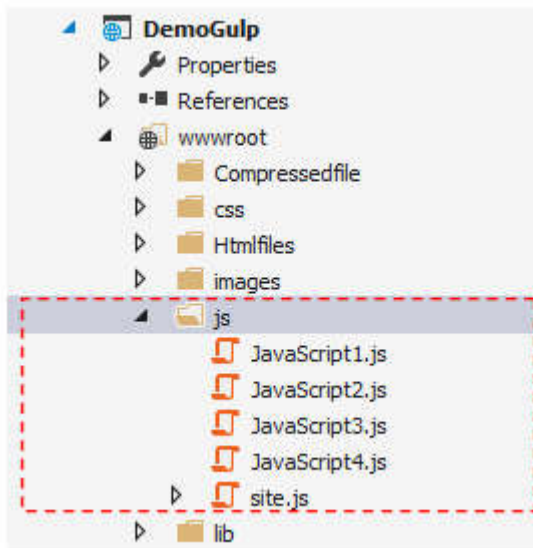 DemoGulp
Properties
References
wwwroot
Compressedfile
css
Htmlfiles
images
js
JavaScript1.js
JavaScript2.js
JavaScript3.js
JavaScript4.js
site.js
lib